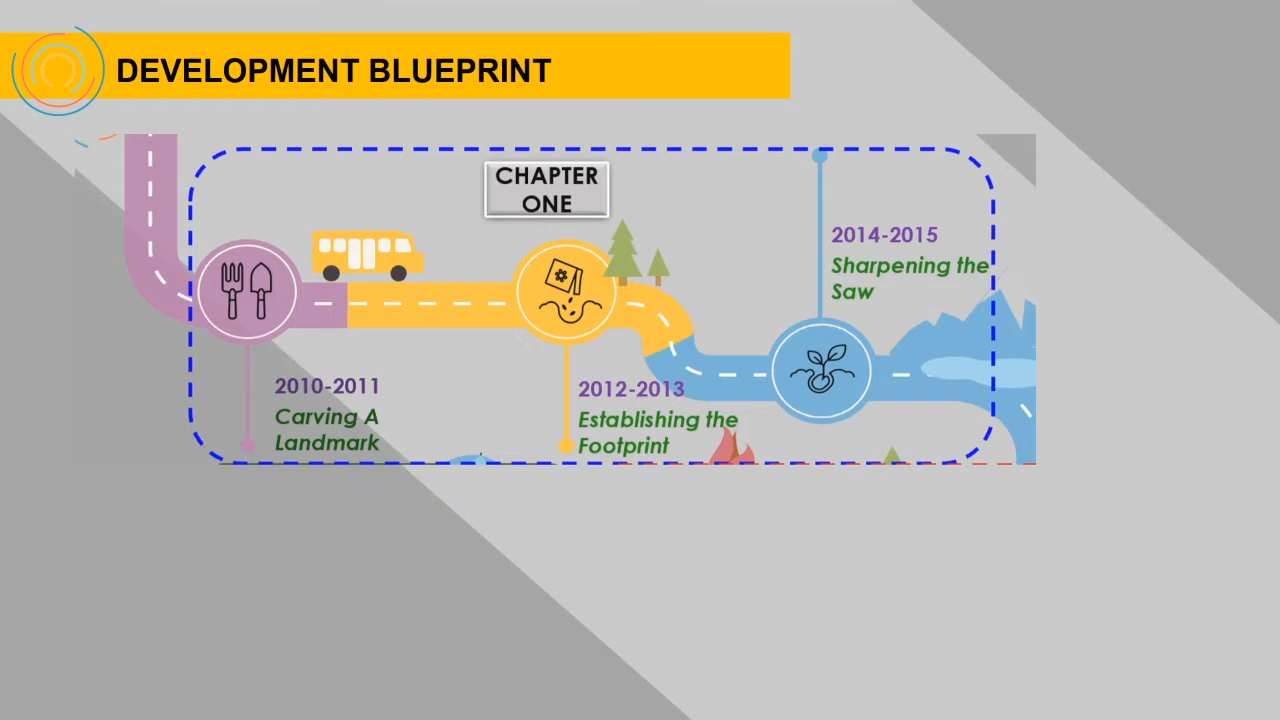 DEVELOPMENT BLUEPRINT
CHAPTER
ONE
2010-2011
Carving A
Landmark
2012-2013
Establishing the
Footprint
2014-2015
Sharpening the
Saw